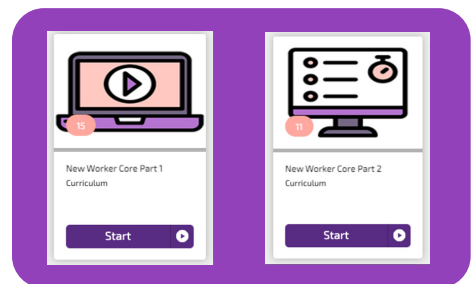 15
New Worker Core Part 1
Curriculum
Start
11
New Worker Core Part 2
Curriculum
Start